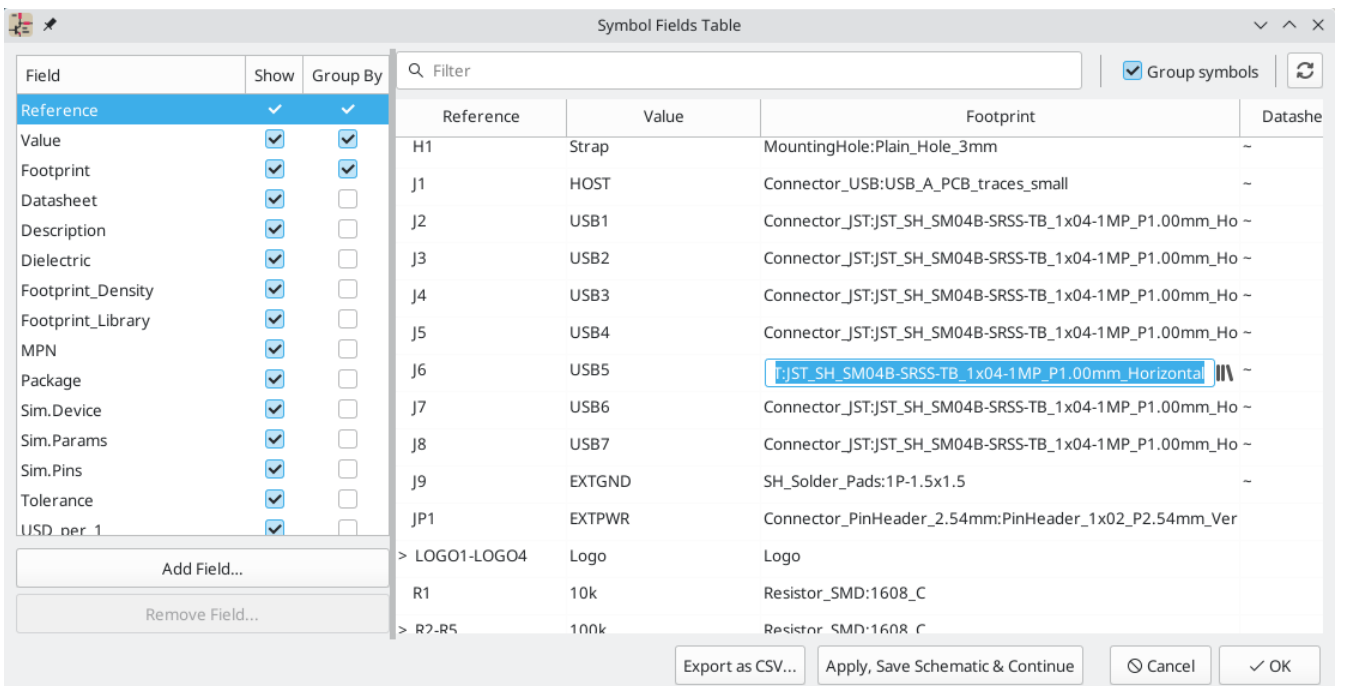 Symbol Fields Table
Field Show Group By
Reference
Value
Footprint
Datasheet
Description
Dielectric
Footprint_Density
Footprint_Library
MPN
Package
Sim.Device
Sim.Params
Sim.Pins
Tolerance
USD_per_1
Add Field...
Remove Field...
Filter
Group symbols
Reference Value Footprint Datashe
H1 Strap MountingHole:Plain_Hole_3mm ~
J1 HOST Connector_USB:USB_A_PCB_traces_small ~
J2 USB1 Connector_JST:JST_SH_SM04B-SRSS-TB_1x04-1MP_P1.00mm_Ho ~
J3 USB2 Connector_JST:JST_SH_SM04B-SRSS-TB_1x04-1MP_P1.00mm_Ho ~
J4 USB3 Connector_JST:JST_SH_SM04B-SRSS-TB_1x04-1MP_P1.00mm_Ho ~
J5 USB4 Connector_JST:JST_SH_SM04B-SRSS-TB_1x04-1MP_P1.00mm_Ho ~
J6 USB5 T:JST_SH_SM04B-SRSS-TB_1x04-1MP_P1.00mm_Horizontal ~
J7 USB6 Connector_JST:JST_SH_SM04B-SRSS-TB_1x04-1MP_P1.00mm_Ho ~
J8 USB7 Connector_JST:JST_SH_SM04B-SRSS-TB_1x04-1MP_P1.00mm_Ho ~
J9 EXTGND SH_Solder_Pads:1P-1.5x1.5 ~
JP1 EXTPWR Connector_PinHeader_2.54mm:PinHeader_1x02_P2.54mm_Ver
> LOGO1-LOGO4 Logo Logo
R1 10k Resistor_SMD:1608_C
> R2-R5 100k Resistor_SMD:1608_C
Export as CSV... Apply, Save Schematic & Continue Cancel OK